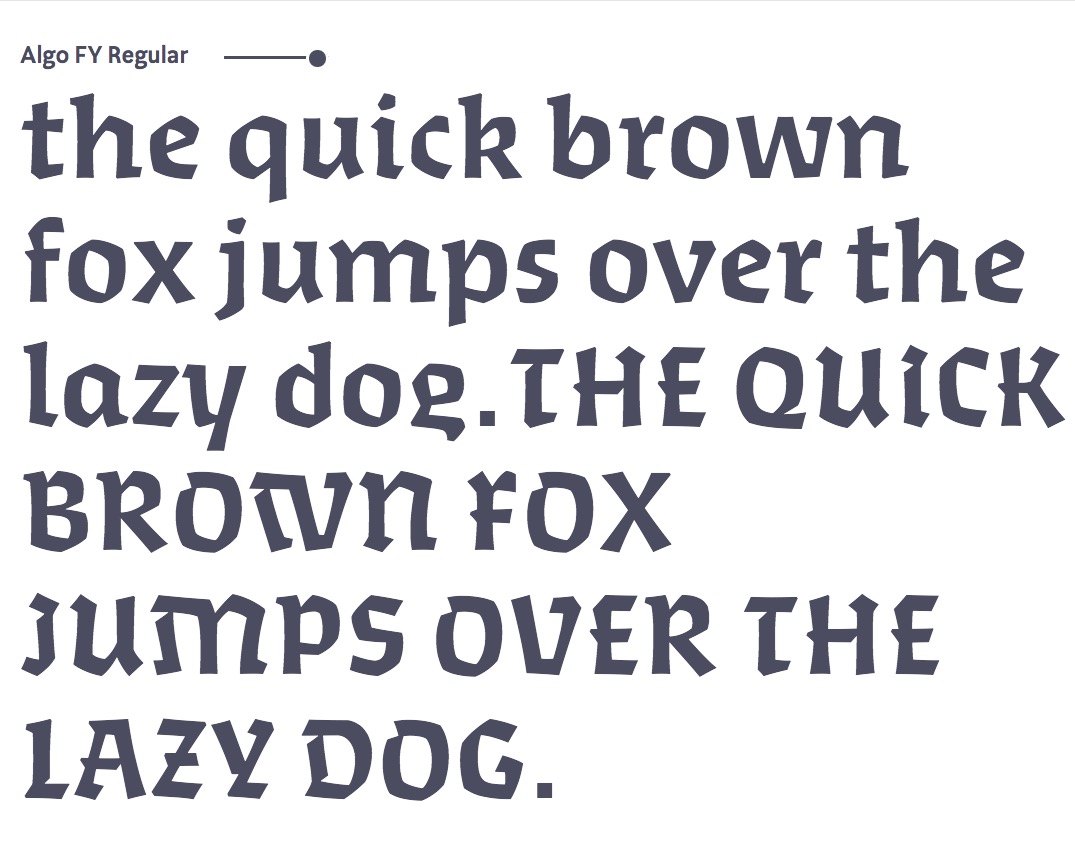 Algo FY Regular
the quick brown
fox jumps over the
lazy dog.THE QUICK
BROWN FOX
JUMPS OVER THE
LAZY DOG.